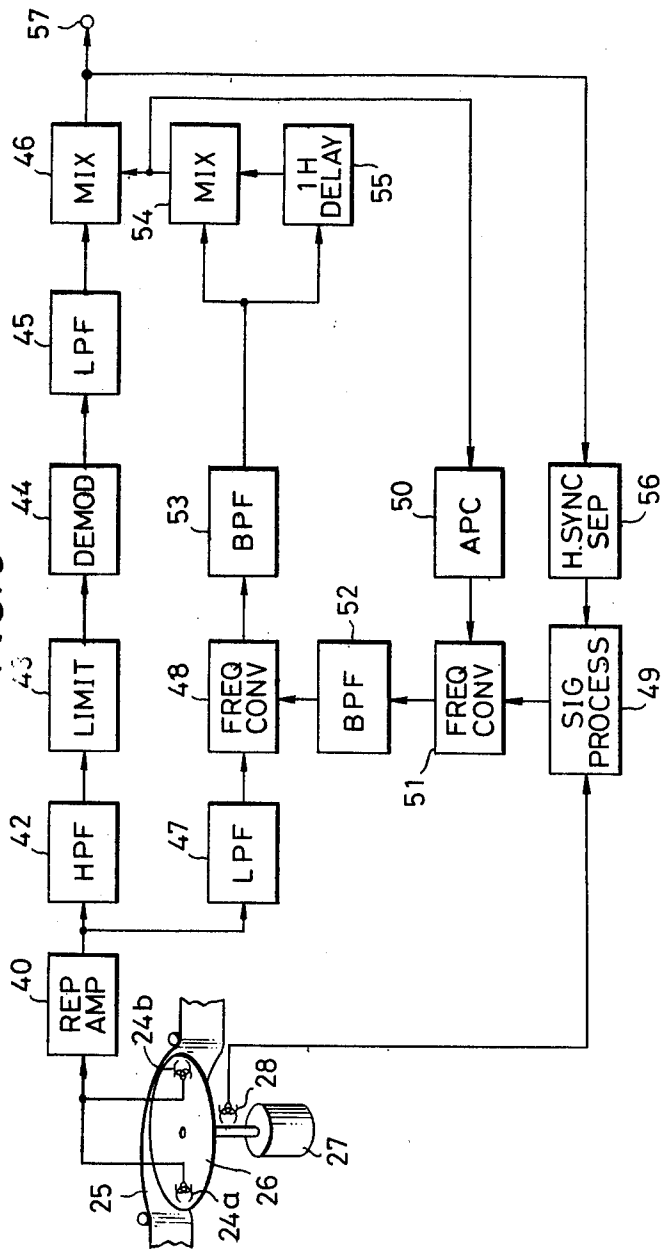 40
REP
AMP
42
HPF
43
LIMIT
44
DEMOD
45
LPF
46
MIX
57
47
LPF
48
FREQ
CONV
53
BPF
54
MIX
1H
DELAY
55
52
BPF
50
APC
51
FREQ
CONV
49
SIG
PROCESS
56
H.SYNC
SEP
24b
24a
25
26
27
28